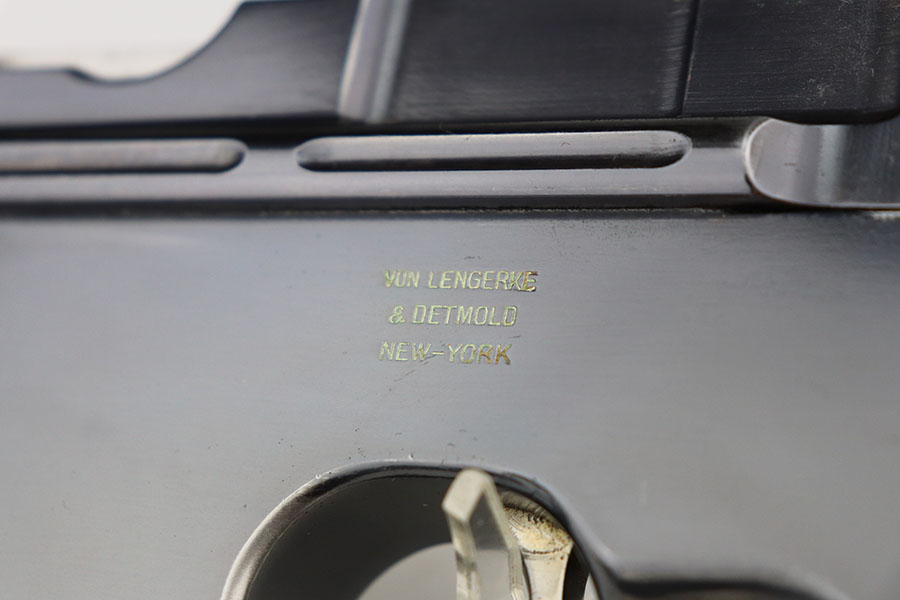 VON LENGERKE
& DETMOLD
NEW-YORK